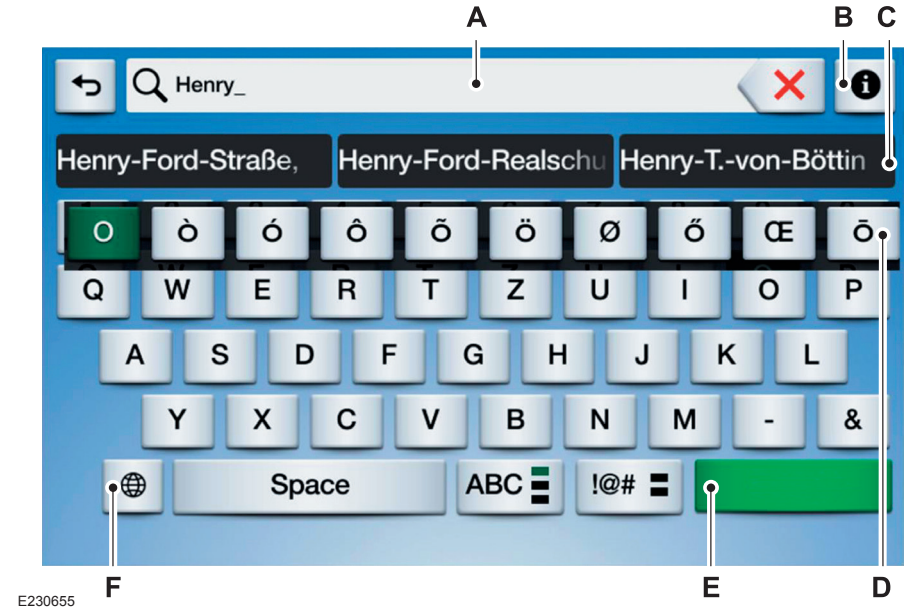 A B C
Henry_
Henry-Ford-Straße, Henry-Ford-Realschu Henry-T.-von-Böttin
O Ò Ó Ô Õ Ö Ø Ő Œ Ō
Q W E R T Z U I O P
A S D F G H J K L
Y X C V B N M - &
Space ABC !@#
F E D
E230655